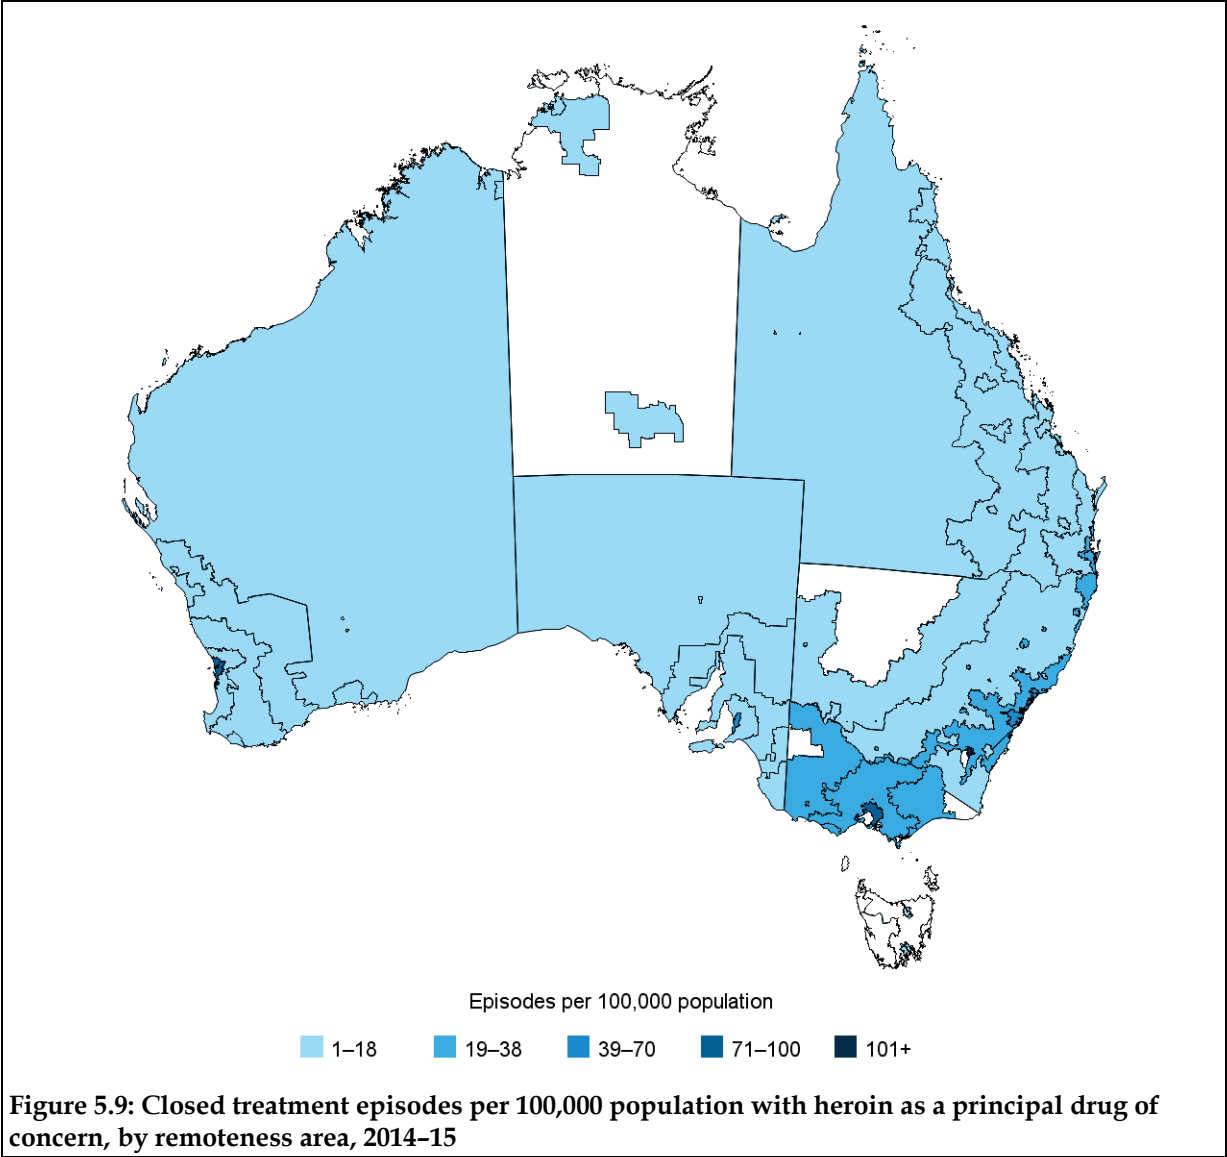 Episodes per 100,000 population
1–18 19–38 39–70 71–100 101+
Figure 5.9: Closed treatment episodes per 100,000 population with heroin as a principal drug of
concern, by remoteness area, 2014–15